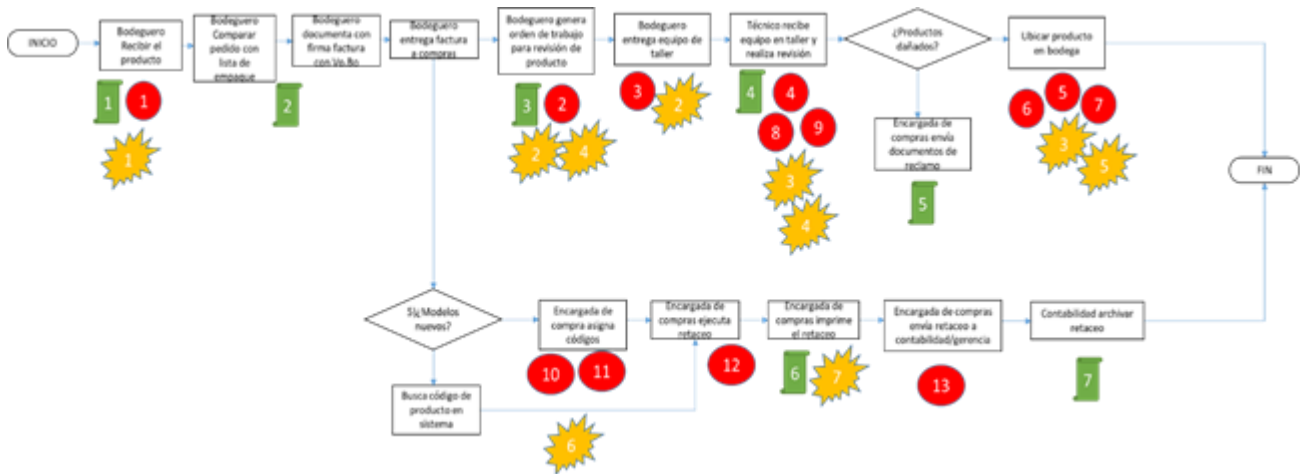 INICIO
Bodeguero
Recibir el
producto
Bodeguero
Comparar
pedido con
lista de
empaque
Bodeguero
documenta con
firma factura
con Vo.Bo
Bodeguero
entrega factura
a compras
Bodeguero genera
orden de trabajo
para revisión de
producto
Bodeguero
entrega equipo de
taller
Técnico recibe
equipo en taller y
realiza revisión
¿Productos
dañados?
Ubicar producto
en bodega
1
1
1
2
3
2
2
4
3
2
4
4
8
9
3
4
6
5
7
3
5
Encargada de
compras envía
documentos de
reclamo
5
FIN
Sí¿Modelos
nuevos?
Encargada de
compra asigna
códigos
Encargada de
compras ejecuta
retaceo
Encargada de
compras imprime
el retaceo
Encargada de compras
envía retaceo a
contabilidad/gerencia
Contabilidad archivar
retaceo
10
11
12
6
7
13
7
Busca código de
producto en
sistema
6